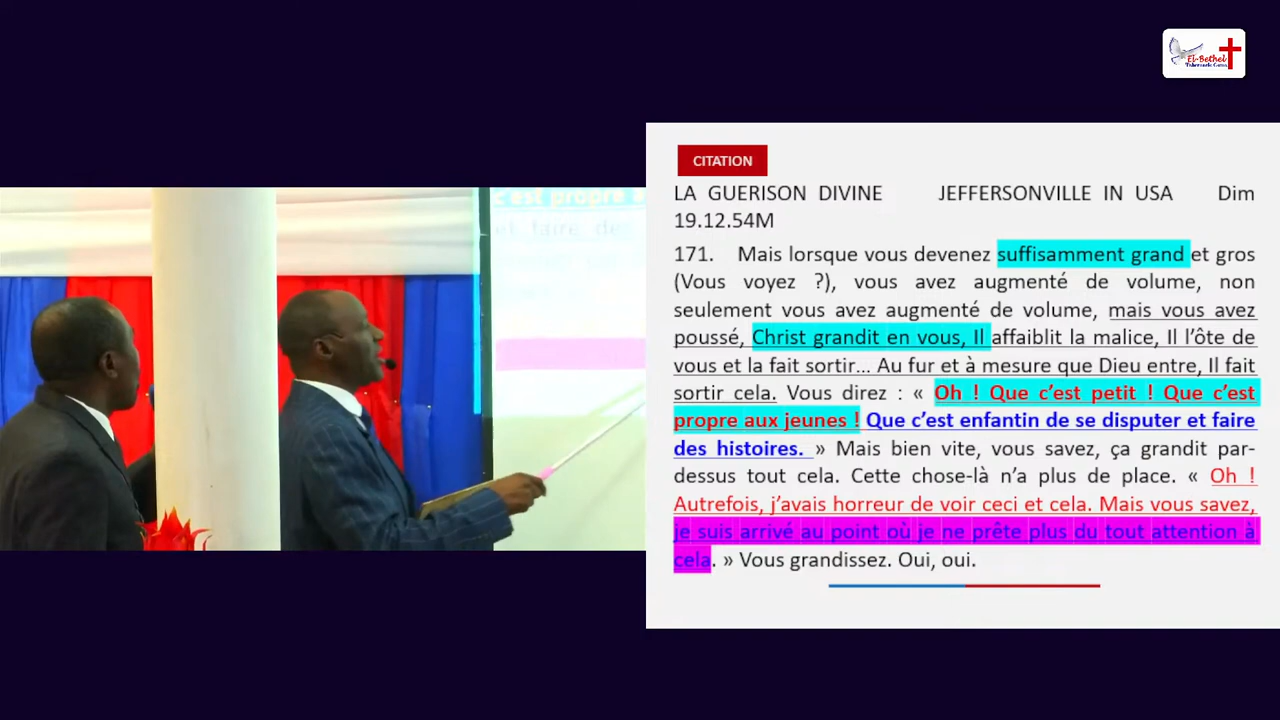 El-Bethel
CITATION
LA GUERISON DIVINE JEFFERSONVILLE IN USA Dim
19.12.54M
171. Mais lorsque vous devenez suffisamment grand et gros
(Vous voyez ?), vous avez augmenté de volume, non
seulement vous avez augmenté de volume, mais vous avez
poussé, Christ grandit en vous, Il affaiblit la malice, Il l’ôte de
vous et la fait sortir... Au fur et à mesure que Dieu entre, Il fait
sortir cela. Vous direz : « Oh ! Que c’est petit ! Que c’est
propre aux jeunes ! Que c’est enfantin de se disputer et faire
des histoires. » Mais bien vite, vous savez, ça grandit par-
dessus tout cela. Cette chose-là n’a plus de place. « Oh !
Autrefois, j’avais horreur de voir ceci et cela. Mais vous savez,
je suis arrivé au point où je ne prête plus du tout attention à
cela. » Vous grandissez. Oui, oui.
c'est propre a
et faire des